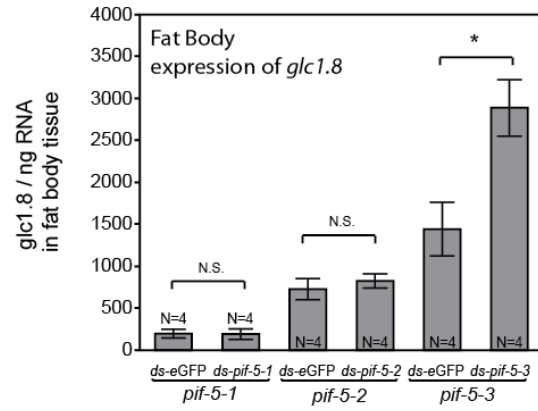 Fat Body
expression of glc1.8
glc1.8 / ng RNA
in fat body tissue
4000
3500
3000
2500
2000
1500
1000
500
0
N.S.
N.S.
*
N=4 N=4 N=4 N=4 N=4 N=4
ds-eGFP ds-pif-5-1 ds-eGFP ds-pif-5-2 ds-eGFP ds-pif-5-3
pif-5-1 pif-5-2 pif-5-3